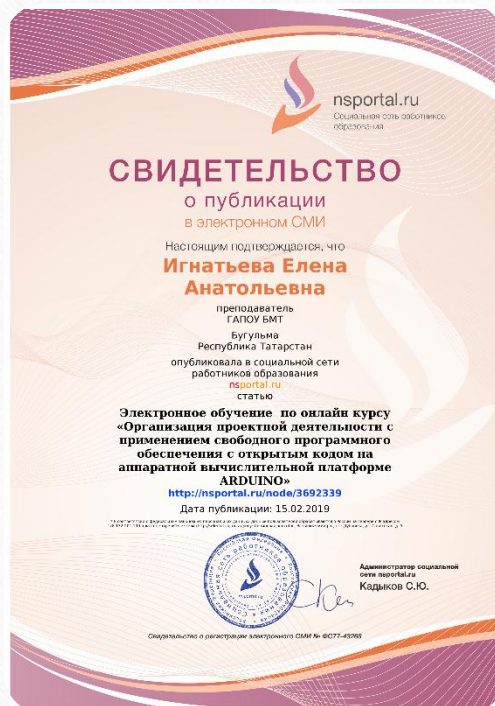 nsportal.ru
Социальная сеть работников
образования
СВИДЕТЕЛЬСТВО
о публикации
в электронном СМИ
Настоящим подтверждается, что
Игнатьева Елена
Анатольевна
преподаватель
ГАПОУ БМТ
Бугульма
Республика Татарстан
опубликовала в социальной сети
работников образования
nsportal.ru
статью
Электронное обучение по онлайн курсу
«Организация проектной деятельности с
применением свободного программного
обеспечения с открытым кодом на
аппаратной вычислительной платформе
ARDUINO»
http://nsportal.ru/node/3692339
Дата публикации: 15.02.2019
Администратор социальной
сети nsportal.ru
Кадыков С.Ю.
Свидетельство о регистрации электронного СМИ № ФС77-43268